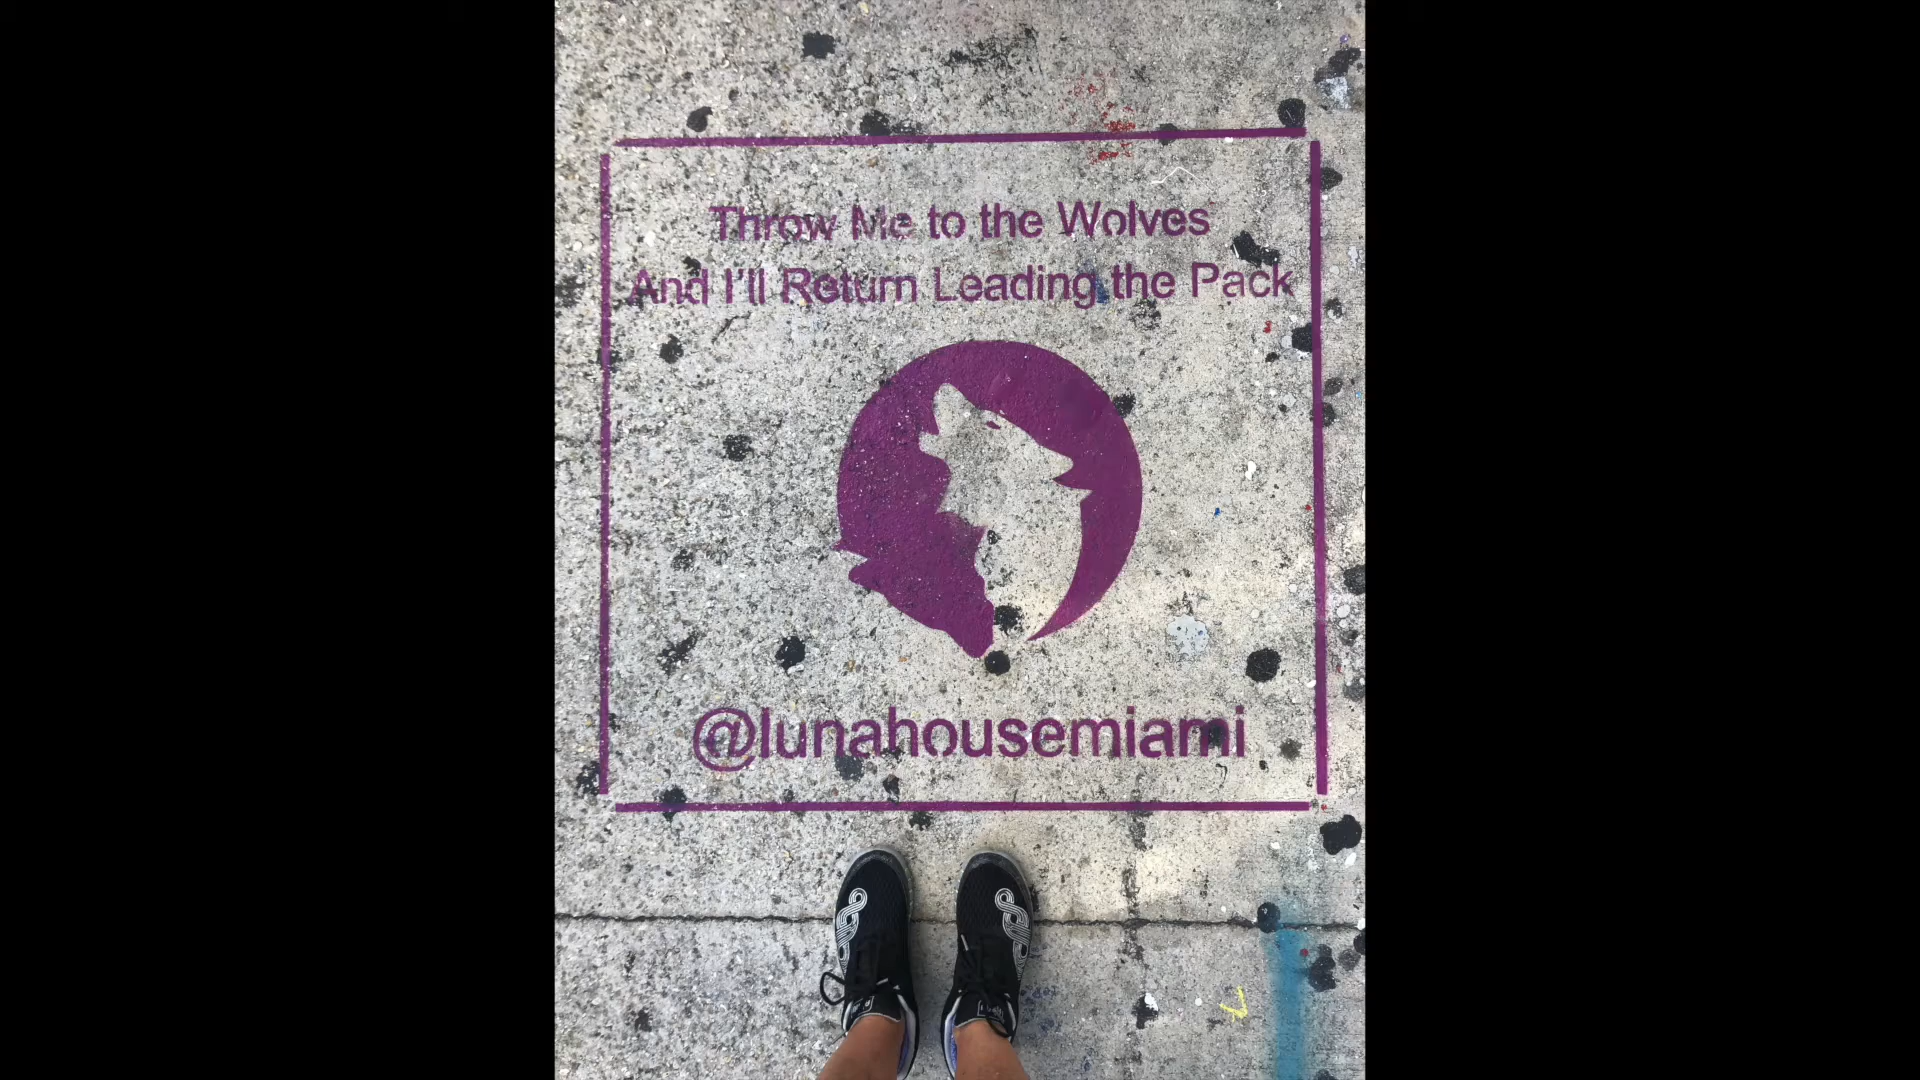 Throw Me to the Wolves
And I'll Return Leading the Pack
@lunahousemiami